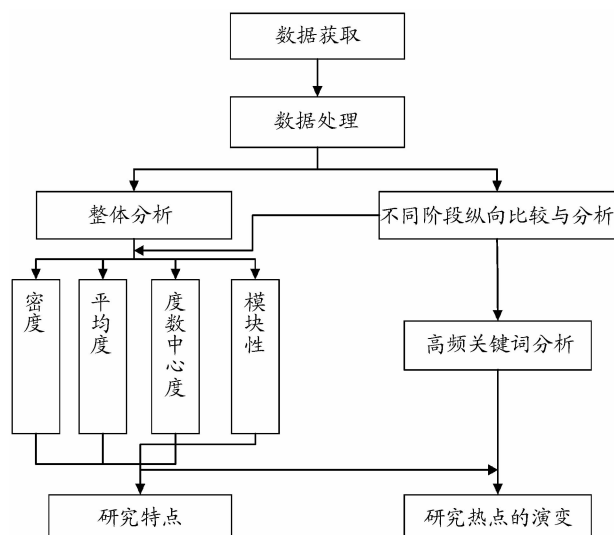 数据获取
数据处理
整体分析
不同阶段纵向比较与分析
密度
平均度
度数中心度
模块性
高频关键词分析
研究特点
研究热点的演变